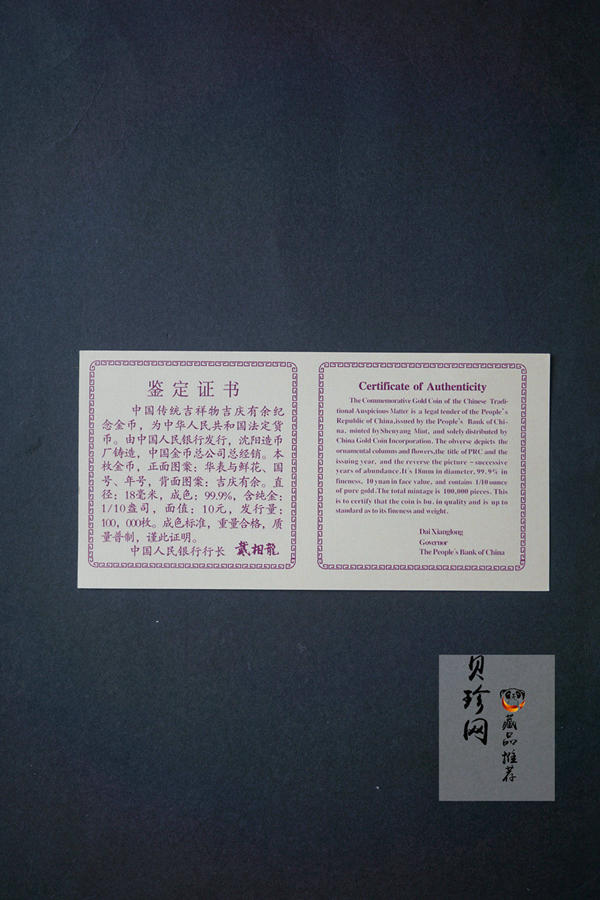 鉴定证书
中国传统吉祥物吉庆有余纪
念金币，为中华人民共和国法定货
币。由中国人民银行发行，沈阳造币
厂铸造，中国金币总公司总经销。本
枚金币，正面图案：华表与鲜花、国
号、年号，背面图案：吉庆有余。直
径：18毫米，成色：99.9%，含纯金：
1/10盎司，面值：10元，发行量：
100，000枚。成色标准，重量合格，质
量普制，谨此证明。
中国人民银行行长 戴相龙
Certificate of Authenticity
The Commemorative Gold Coin of the Chinese Tradi-
tional Auspicious Matter is a legal tender of the People's
Republic of China,issued by the People's Bank of Chi-
na, minted by Shenyang Mint, and solely distributed by
China Gold Coin Incorporation. The obverse depicts the
ornamental columns and flowers,the title of PRC and the
issuing year, and the reverse the picture – successive
years of abundance.It's 18mm in diameter, 99.9% in
fineness, 10 yuan in face value, and contains 1/10 ounce
of pure gold.The total mintage is 100,000 pieces. This
is to certify that the coin is bu, in quality and is up to
standard as to its fineness and weight.
Dai Xianglong
Governor
The People's Bank of China
贝珍网
藏品推荐